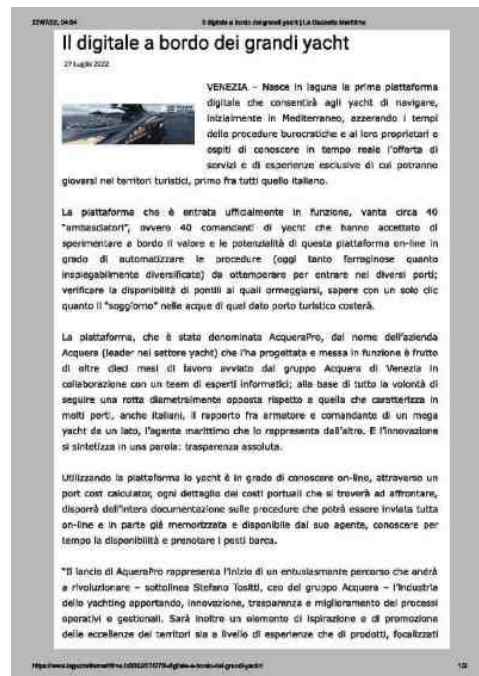 27/07/22, 04:54 Il digitale a bordo dei grandi yacht | La Gazzetta Marittima
Il digitale a bordo dei grandi yacht
27 Luglio 2022
VENEZIA – Nasce in laguna la prima piattaforma
digitale che consentirà agli yacht di navigare,
inizialmente in Mediterraneo, azzerando i tempi
delle procedure burocratiche e ai loro proprietari e
ospiti di conoscere in tempo reale l'offerta di
servizi e di esperienze esclusive di cui potranno
giovarsi nei territori turistici, primo fra tutti quello italiano.
La piattaforma che è entrata ufficialmente in funzione, vanta circa 40
"ambasciatori", ovvero 40 comandanti di yacht che hanno accettato di
sperimentare a bordo il valore e le potenzialità di questa piattaforma on-line in
grado di automatizzare le procedure (oggi tanto farraginose quanto
inspiegabilmente diversificate) da ottemperare per entrare nei diversi porti;
verificare la disponibilità di pontili ai quali ormeggiarsi, sapere con un solo clic
quanto il "soggiorno" nelle acque di quel dato porto turistico costerà.
La piattaforma, che è stata denominata AcqueraPro, dal nome dell'azienda
Acquera (leader nel settore yacht) che l'ha progettata e messa in funzione è frutto
di oltre dieci mesi di lavoro avviato dal gruppo Acquera di Venezia in
collaborazione con un team di esperti informatici; alla base di tutto la volontà di
seguire una rotta diametralmente opposta rispetto a quella che caratterizza in
molti porti, anche italiani, il rapporto fra armatore e comandante di un mega
yacht da un lato, l'agente marittimo che lo rappresenta dall'altro. E l'innovazione
si sintetizza in una parola: trasparenza assoluta.
Utilizzando la piattaforma lo yacht è in grado di conoscere on-line, attraverso un
port cost calculator, ogni dettaglio dei costi portuali che si troverà ad affrontare,
disporrà dell'intera documentazione sulle procedure che potrà essere inviata tutta
on-line e in parte già memorizzata e disponibile dal suo agente, conoscere per
tempo la disponibilità e prenotare i posti barca.
"Il lancio di AqueraPro rappresenta l'inizio di un entusiasmante percorso che andrà
a rivoluzionare – sottolinea Stefano Tositti, ceo del gruppo Acquera – l'industria
dello yachting apportando, innovazione, trasparenza e miglioramento dei processi
operativi e gestionali. Sarà inoltre un elemento di ispirazione e di promozione
delle eccellenze dei territori sia a livello di esperienze che di prodotti, focalizzati
1/2